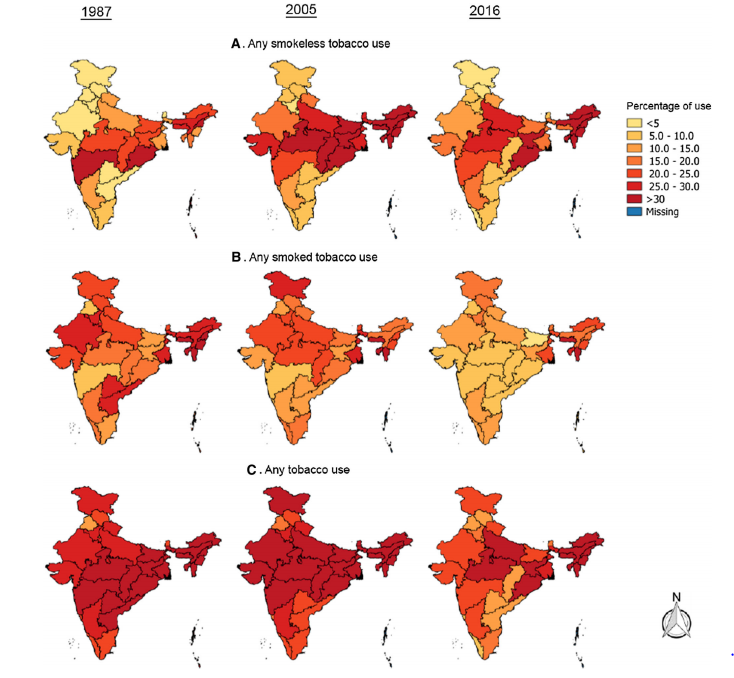 1987 2005 2016
A. Any smokeless tobacco use
Percentage of use
<5
5.0 - 10.0
10.0 - 15.0
15.0 - 20.0
20.0 - 25.0
25.0 - 30.0
>30
Missing
B. Any smoked tobacco use
C. Any tobacco use
N